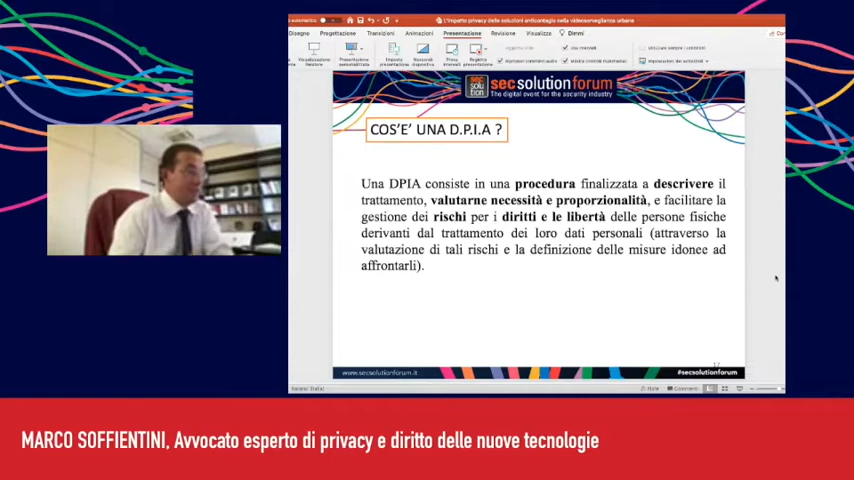 L'impatto privacy delle soluzioni anticontagio nella videosorveglianza urbana
Disegno Progettazione Transizioni Animazioni Presentazione Revisione Visualizza Dimmi
secsolutionforum
The digital event for the security industry
COS'E' UNA D.P.I.A ?
Una DPIA consiste in una procedura finalizzata a descrivere il
trattamento, valutarne necessità e proporzionalità, e facilitare la
gestione dei rischi per i diritti e le libertà delle persone fisiche
derivanti dal trattamento dei loro dati personali (attraverso la
valutazione di tali rischi e la definizione delle misure idonee ad
affrontarli).
www.secsolutionforum.it
#secsolutionforum
MARCO SOFFIENTINI, Avvocato esperto di privacy e diritto delle nuove tecnologie